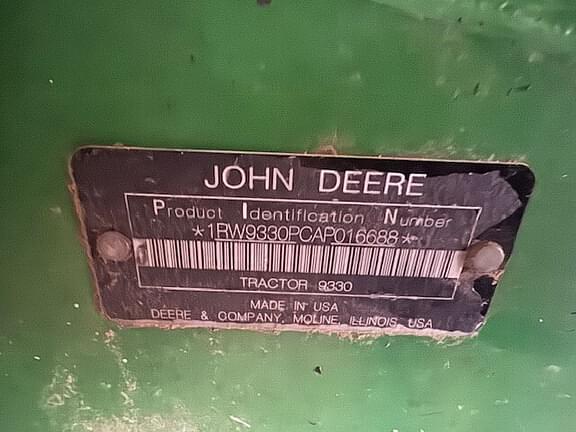 JOHN DEERE
Product Identification Number
*1RW9330PCAP016688*
TRACTOR 9330
MADE IN USA
DEERE & COMPANY, MOLINE, ILLINOIS, USA